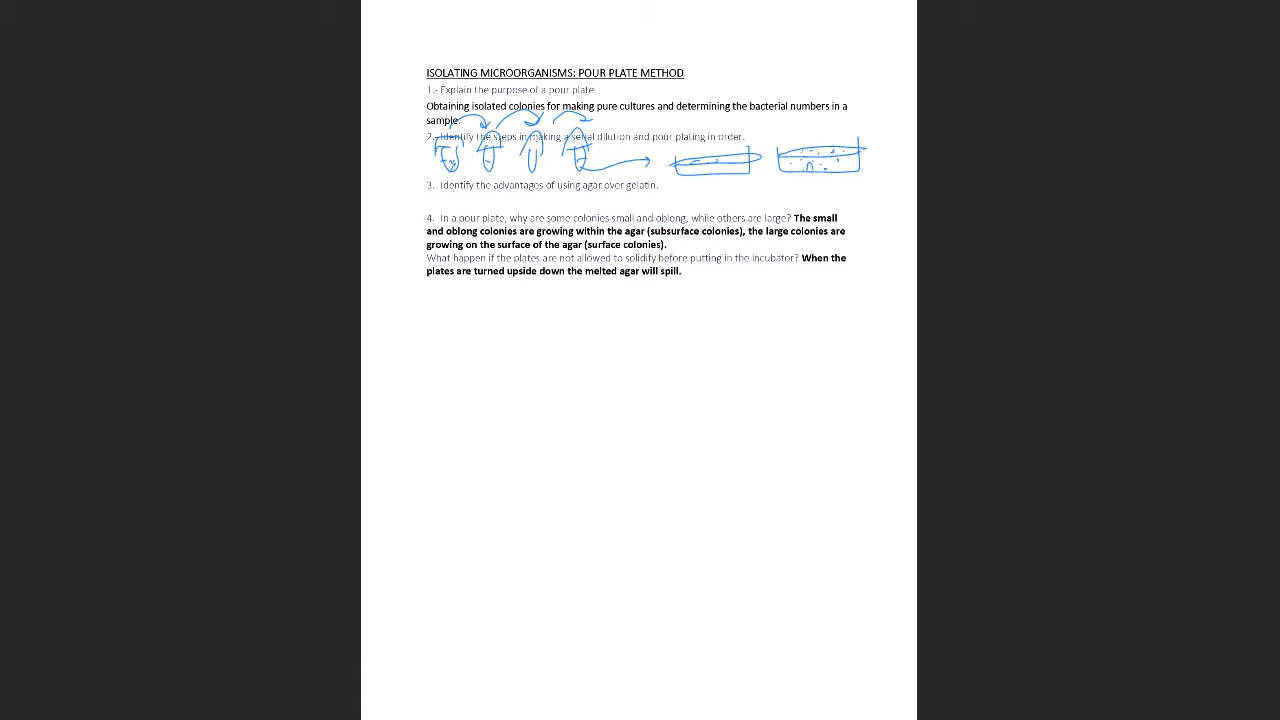 ISOLATING MICROORGANISMS: POUR PLATE METHOD
1.- Explain the purpose of a pour plate
Obtaining isolated colonies for making pure cultures and determining the bacterial numbers in a
sample.
2.- Identify the steps in making a serial dilution and pour plating in order.
3. Identify the advantages of using agar over gelatin.
4. In a pour plate, why are some colonies small and oblong, while others are large? The small
and oblong colonies are growing within the agar (subsurface colonies), the large colonies are
growing on the surface of the agar (surface colonies).
What happen if the plates are not allowed to solidify before putting in the incubator? When the
plates are turned upside down the melted agar will spill.